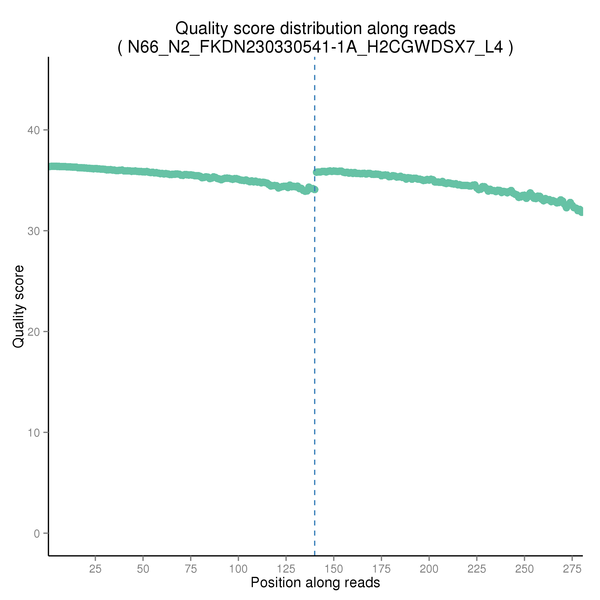 Quality score distribution along reads
( N66_N2_FKDN230330541-1A_H2CGWDSX7_L4 )
Quality score
40
30
20
10
0
25 50 75 100 125 150 175 200 225 250 275
Position along reads